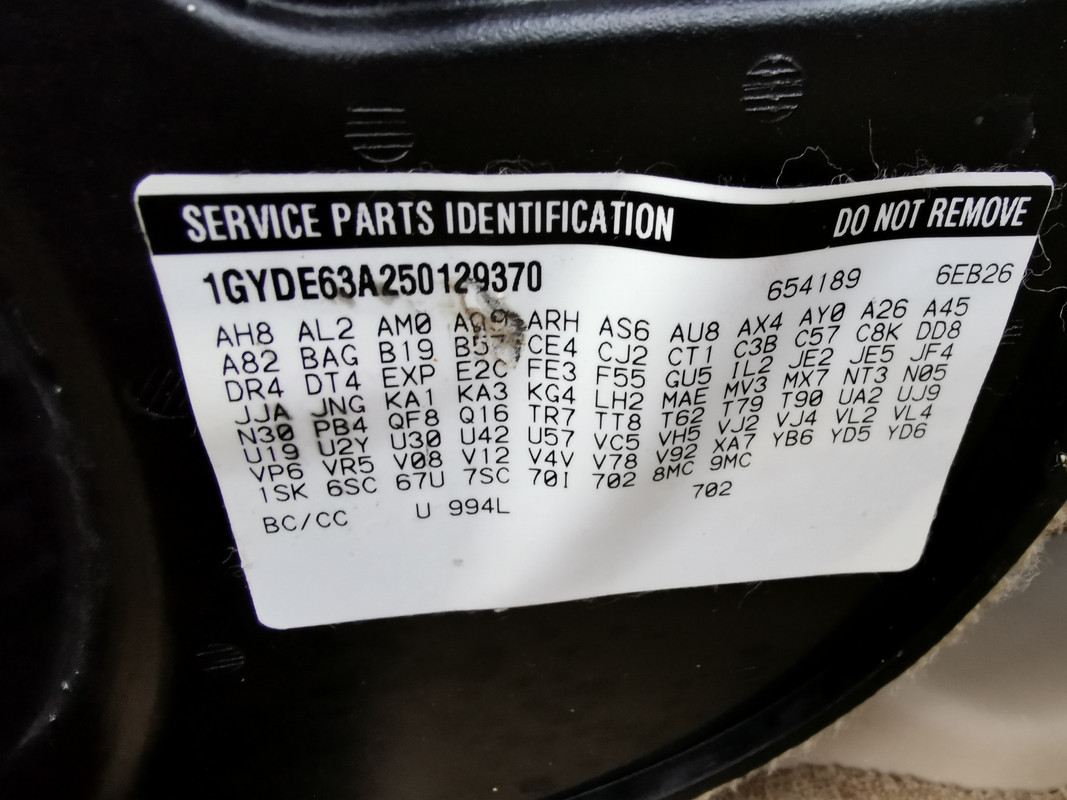 SERVICE PARTS IDENTIFICATION DO NOT REMOVE
1GYDE63A250129370 654189 6EB26
AH8 AL2 AM0 AQ9 ARH AS6 AU8 AX4 AY0 A26 A45
A82 BAG B19 CE4 CJ2 CT1 C3B C57 C8K DD8
DR4 DT4 EXP E2C FE3 F55 GU5 IL2 JE2 JE5 JF4
JJA JNG KA1 KA3 KG4 LH2 MAE MV3 MX7 NT3 N05
N30 PB4 QF8 Q16 TR7 TT8 T62 T79 T90 UA2 UJ9
U19 U2Y U30 U42 U57 VC5 VH5 VJ2 VJ4 VL2 VL4
VP6 VR5 V08 V12 V4V V78 V92 XA7 YB6 YD5 YD6
1SK 6SC 67U 7SC 70I 702 8MC 9MC
BC/CC U 994L 702